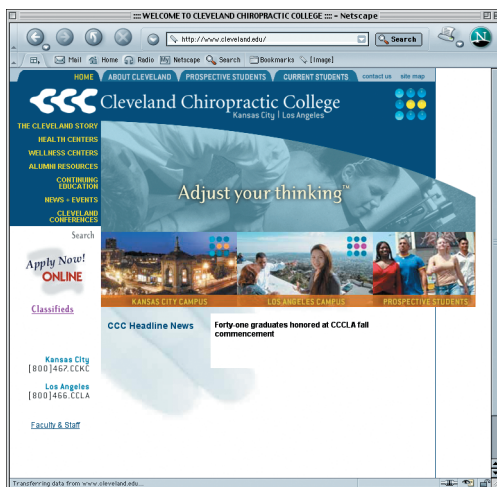 :::: WELCOME TO CLEVELAND CHIROPRACTIC COLLEGE :::: – Netscape
http://www.cleveland.edu/
Search
N
Mail Home Radio My Netscape Search Bookmarks [Image]
HOME ABOUT CLEVELAND PROSPECTIVE STUDENTS CURRENT STUDENTS contact us site map
CCC Cleveland Chiropractic College
Kansas City | Los Angeles
THE CLEVELAND STORY
HEALTH CENTERS
WELLNESS CENTERS
ALUMNI RESOURCES
CONTINUING
EDUCATION
NEWS + EVENTS
CLEVELAND
CONFERENCES
Adjust your thinking™
Search
Apply Now!
ONLINE
Classifieds
KANSAS CITY CAMPUS LOS ANGELES CAMPUS PROSPECTIVE STUDENTS
CCC Headline News
Forty-one graduates honored at CCCLA fall
commencement
Kansas City
[800]467.CCKC
Los Angeles
[800]466.CCLA
Faculty & Staff
Transferring data from www.cleveland.edu...